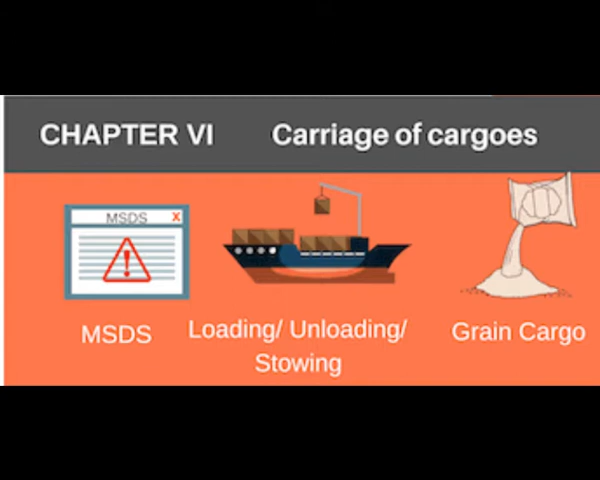 CHAPTER VI Carriage of cargoes
MSDS X
MSDS
Loading/ Unloading/
Stowing
Grain Cargo